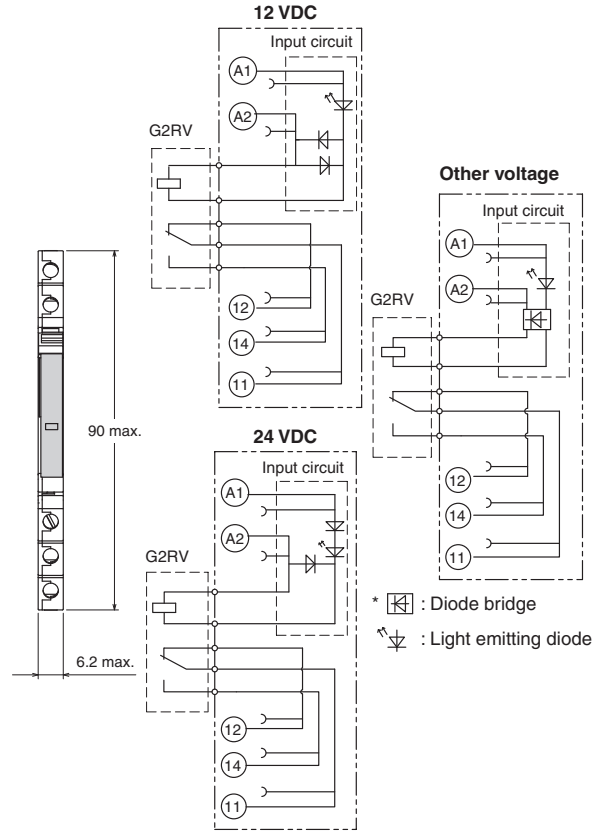 12 VDC
Input circuit
A1
A2
G2RV
12
14
11
Other voltage
Input circuit
A1
A2
G2RV
12
14
11
90 max.
6.2 max.
24 VDC
Input circuit
A1
A2
G2RV
12
14
11
* : Diode bridge
: Light emitting diode